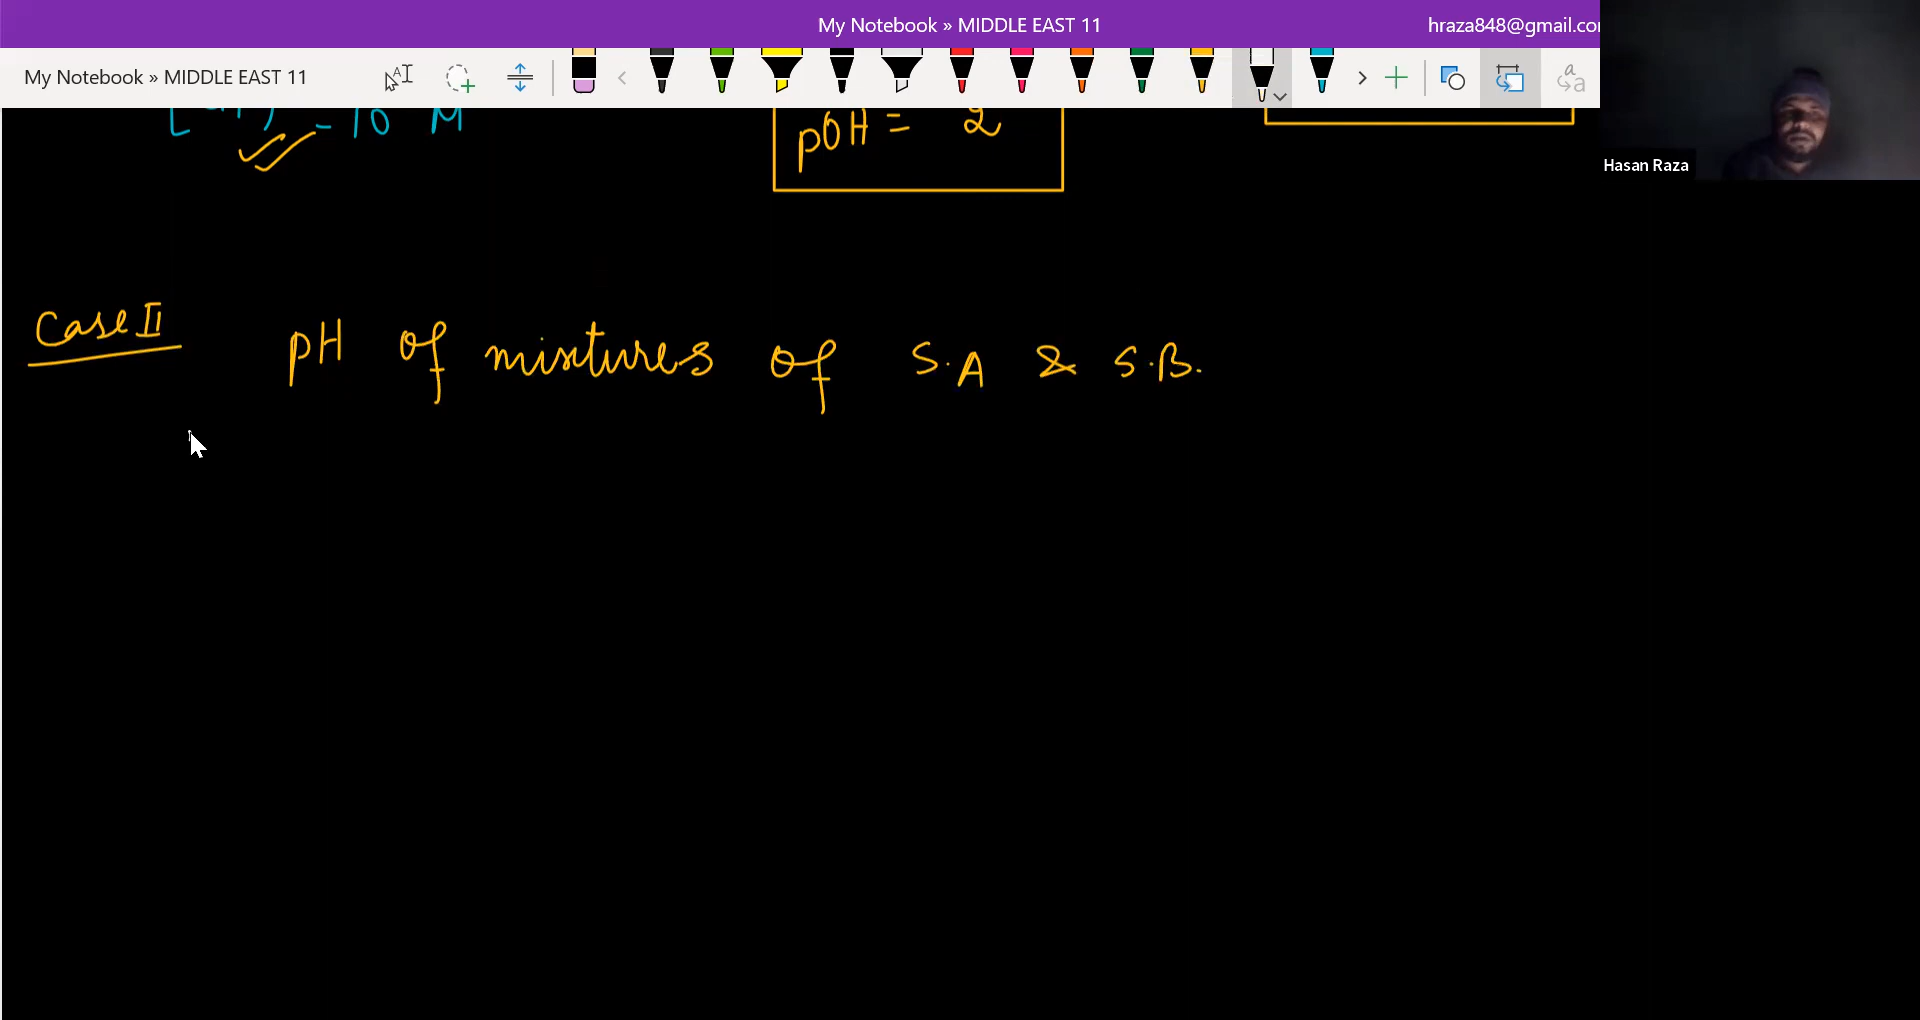 My Notebook » MIDDLE EAST 11
hraza848@gmail.co
My Notebook » MIDDLE EAST 11
= 10 M
pOH = 2
Hasan Raza
Case II pH of mixtures of S.A & S.B.